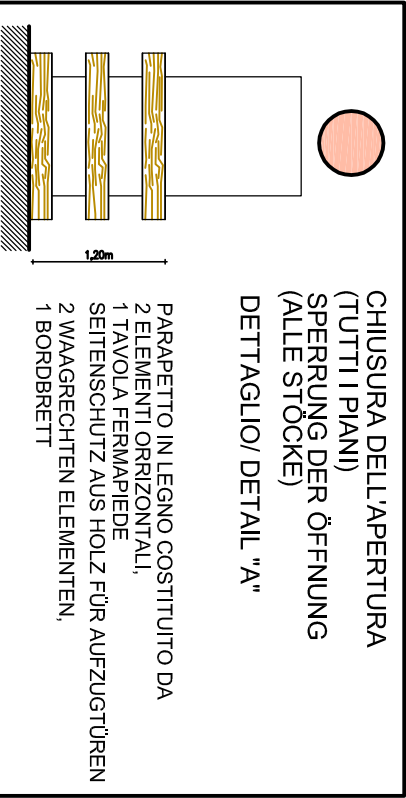 CHIUSURA DELL'APERTURA
(TUTTI I PIANI)
SPERRUNG DER ÖFFNUNG
(ALLE STÖCKE)
DETTAGLIO/ DETAIL "A"
1,20m
PARAPETTO IN LEGNO COSTITUITO DA
2 ELEMENTI ORRIZONTALI,
1 TAVOLA FERMAPIEDE
SEITENSCHUTZ AUS HOLZ FÜR AUFZUGTÜREN
2 WAAGRECHTEN ELEMENTEN,
1 BORDBRETT